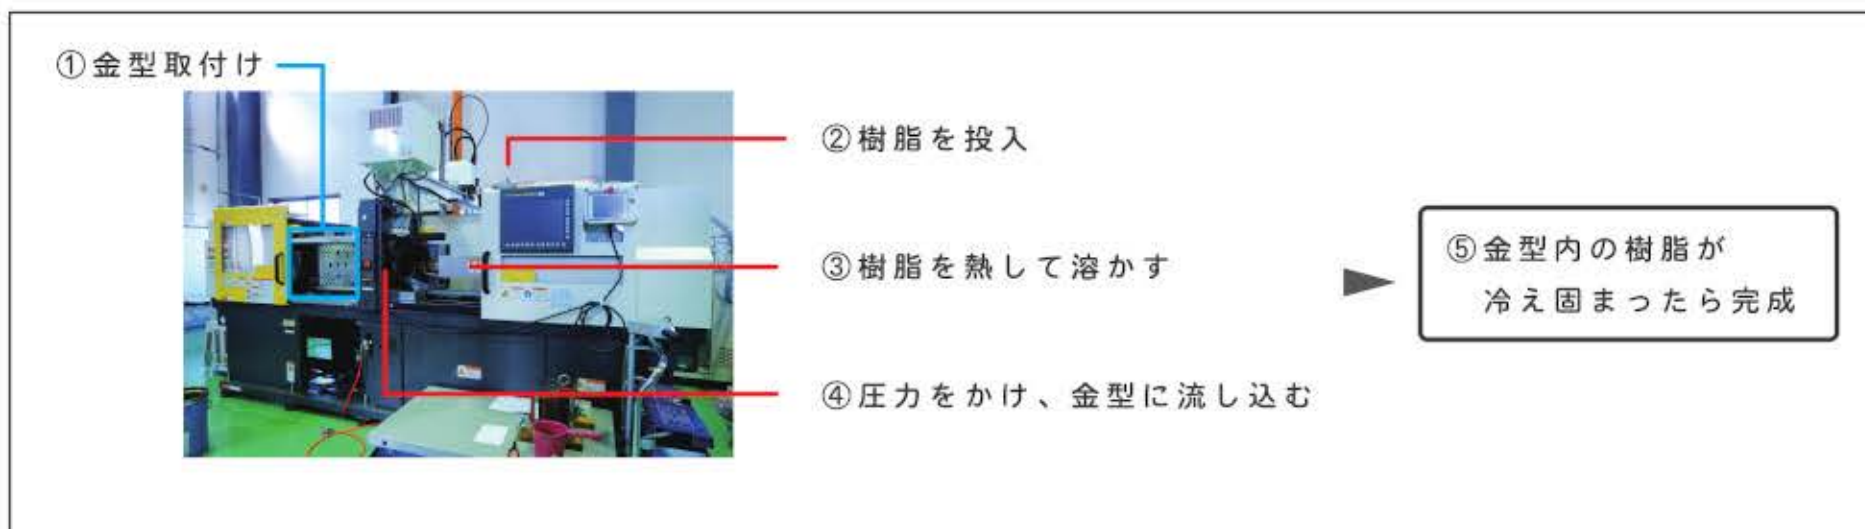 ①金型取付け
②樹脂を投入
③樹脂を熱して溶かす
④圧力をかけ、金型に流し込む
⑤金型内の樹脂が
冷え固まったら完成